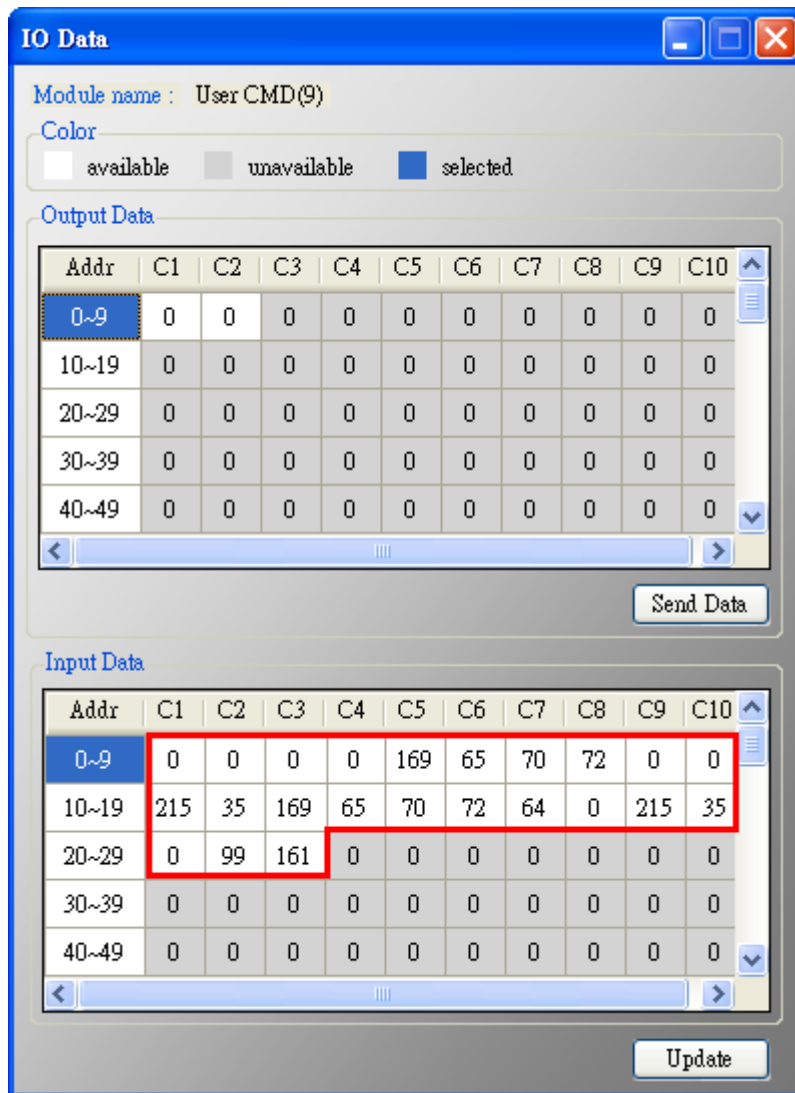 IO Data
Module name : User CMD(9)
Color
available unavailable selected
Output Data
Addr C1 C2 C3 C4 C5 C6 C7 C8 C9 C10
0~9 0 0 0 0 0 0 0 0 0 0
10~19 0 0 0 0 0 0 0 0 0 0
20~29 0 0 0 0 0 0 0 0 0 0
30~39 0 0 0 0 0 0 0 0 0 0
40~49 0 0 0 0 0 0 0 0 0 0
Send Data
Input Data
Addr C1 C2 C3 C4 C5 C6 C7 C8 C9 C10
0~9 0 0 0 0 169 65 70 72 0 0
10~19 215 35 169 65 70 72 64 0 215 35
20~29 0 99 161 0 0 0 0 0 0 0
30~39 0 0 0 0 0 0 0 0 0 0
40~49 0 0 0 0 0 0 0 0 0 0
Update